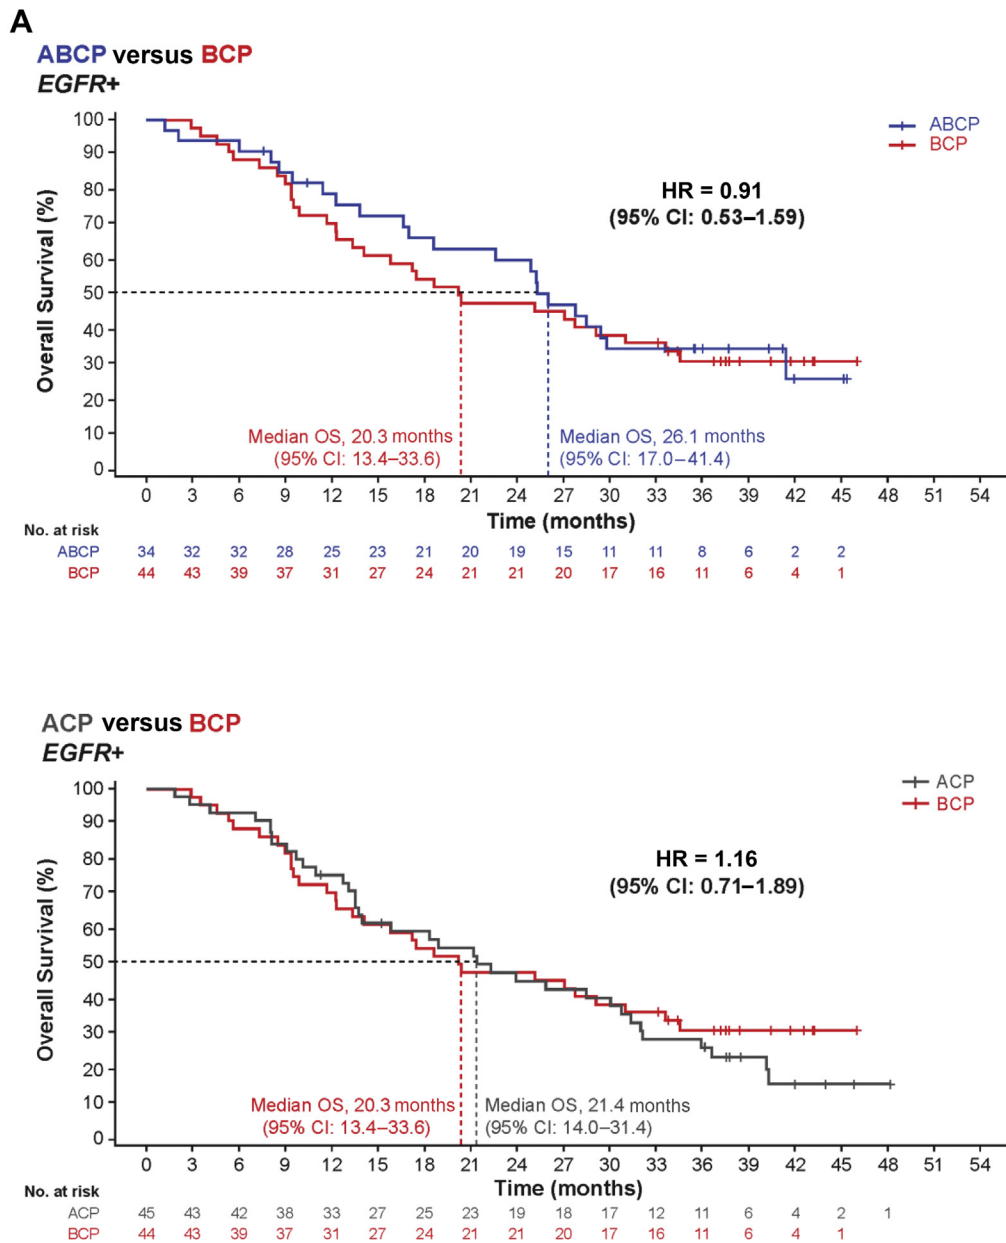 A
ABCP versus BCP
EGFR+
100
90
80
70
60
50
40
30
20
10
0
Overall Survival (%)
ABCP
BCP
HR = 0.91
(95% CI: 0.53–1.59)
Median OS, 20.3 months
(95% CI: 13.4–33.6)
Median OS, 26.1 months
(95% CI: 17.0–41.4)
0 3 6 9 12 15 18 21 24 27 30 33 36 39 42 45 48 51 54
Time (months)
No. at risk
ABCP 34 32 32 28 25 23 21 20 19 15 11 11 8 6 2 2
BCP 44 43 39 37 31 27 24 21 21 20 17 16 11 6 4 1
ACP versus BCP
EGFR+
100
90
80
70
60
50
40
30
20
10
0
Overall Survival (%)
ACP
BCP
HR = 1.16
(95% CI: 0.71–1.89)
Median OS, 20.3 months
(95% CI: 13.4–33.6)
Median OS, 21.4 months
(95% CI: 14.0–31.4)
0 3 6 9 12 15 18 21 24 27 30 33 36 39 42 45 48 51 54
Time (months)
No. at risk
ACP 45 43 42 38 33 27 25 23 19 18 17 12 11 6 4 2 1
BCP 44 43 39 37 31 27 24 21 21 20 17 16 11 6 4 1